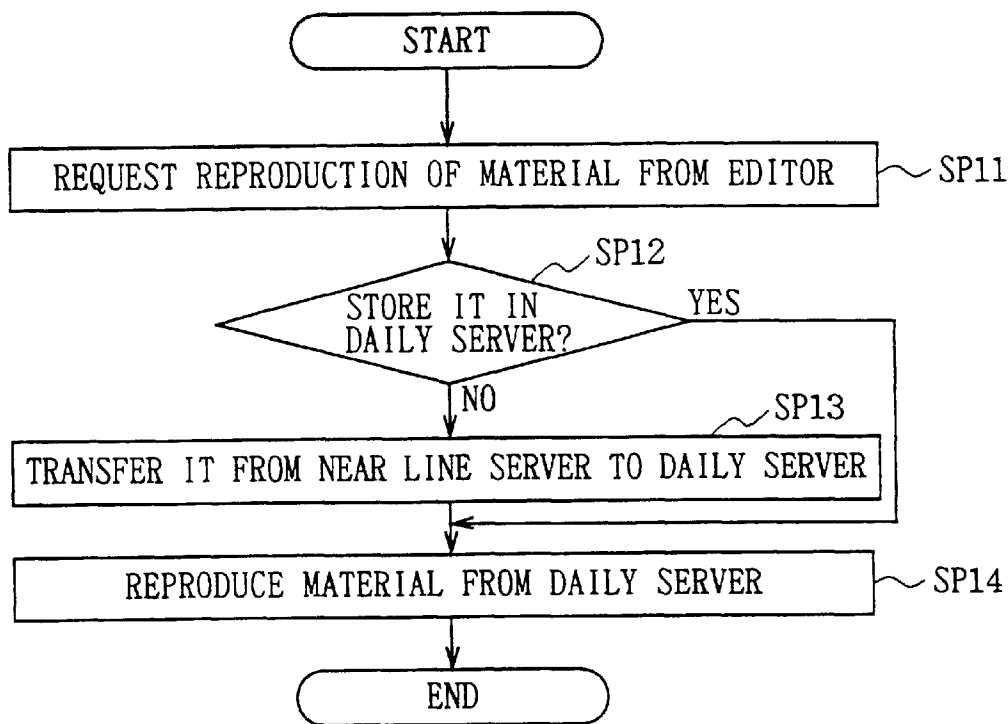 START
REQUEST REPRODUCTION OF MATERIAL FROM EDITOR
SP11
SP12
STORE IT IN
DAILY SERVER?
YES
NO
SP13
TRANSFER IT FROM NEAR LINE SERVER TO DAILY SERVER
REPRODUCE MATERIAL FROM DAILY SERVER
SP14
END